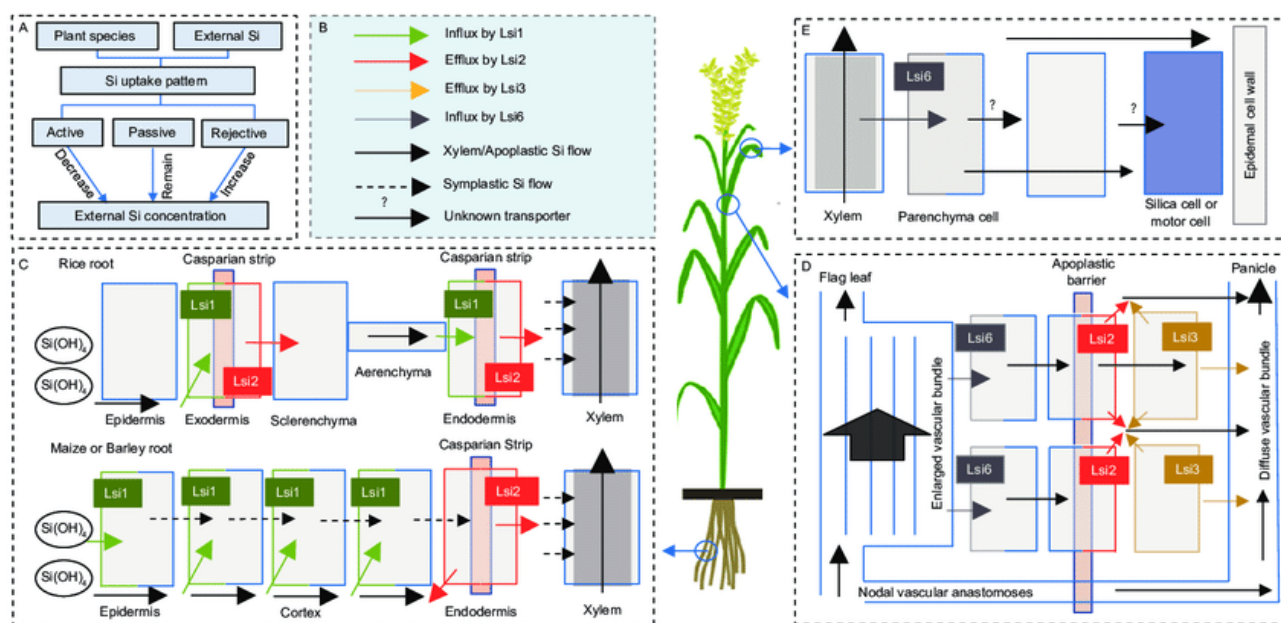 A
Plant species
External Si
Si uptake pattern
Active
Passive
Rejective
Decrease
Remain
Increase
External Si concentration
B
Influx by Lsi1
Efflux by Lsi2
Efflux by Lsi3
Influx by Lsi6
Xylem/Apoplastic Si flow
Symplastic Si flow
?
Unknown transporter
E
Lsi6
?
?
Xylem
Parenchyma cell
Silica cell or
motor cell
Epidemal cell wall
C
Rice root
Casparian strip
Casparian strip
Lsi1
Lsi1
Si(OH)₄
Si(OH)₄
Lsi2
Lsi2
Aerenchyma
Epidermis
Exodermis
Sclerenchyma
Endodermis
Xylem
Maize or Barley root
Casparian Strip
Lsi1
Lsi1
Lsi1
Lsi1
Lsi2
Si(OH)₄
Si(OH)₄
Epidermis
Cortex
Endodermis
Xylem
D
Flag leaf
Apoplastic
barrier
Panicle
Lsi6
Lsi2
Lsi3
Enlarged vascular bundle
Diffuse vascular bundle
Lsi6
Lsi2
Lsi3
Nodal vascular anastomoses